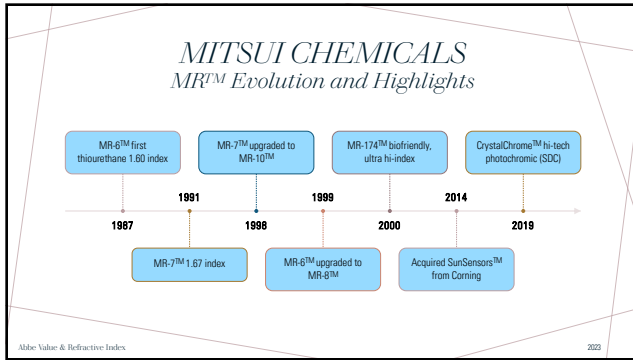 MITSUI CHEMICALS
MR™ Evolution and Highlights
MR-6™ first
thiourethane 1.60 index
MR-7™ upgraded to
MR-10™
MR-174™ biofriendly,
ultra hi-index
CrystalChrome™ hi-tech
photochromic (SDC)
1991
1999
2014
1987
1998
2000
2019
MR-7™ 1.67 index
MR-6™ upgraded to
MR-8™
Acquired SunSensors™
from Corning
Abbe Value & Refractive Index
2023